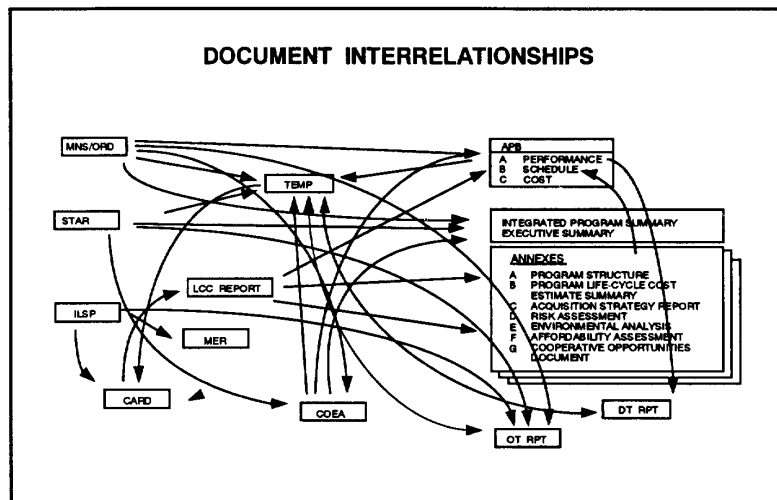 DOCUMENT INTERRELATIONSHIPS
MNS/ORD
APB
A PERFORMANCE
B SCHEDULE
C COST
TEMP
STAR
INTEGRATED PROGRAM SUMMARY
EXECUTIVE SUMMARY
ANNEXES
A PROGRAM STRUCTURE
B PROGRAM LIFE-CYCLE COST
ESTIMATE SUMMARY
C ACQUISITION STRATEGY REPORT
D RISK ASSESSMENT
E ENVIRONMENTAL ANALYSIS
F AFFORDABILITY ASSESSMENT
G COOPERATIVE OPPORTUNITIES
DOCUMENT
LCC REPORT
ILSP
MER
CARD
COEA
DT RPT
OT RPT